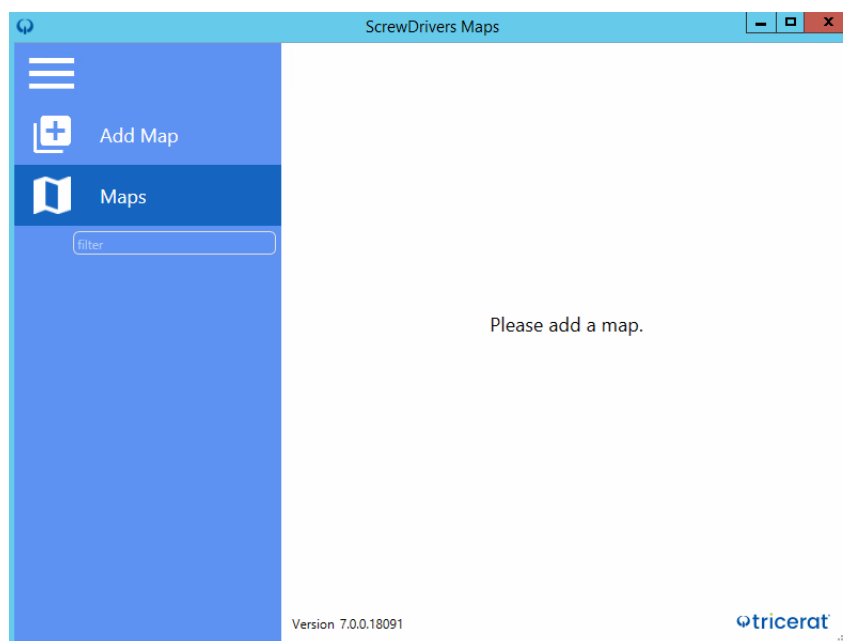 ScrewDrivers Maps
Add Map
Maps
filter
Please add a map.
Version 7.0.0.18091
tricerat